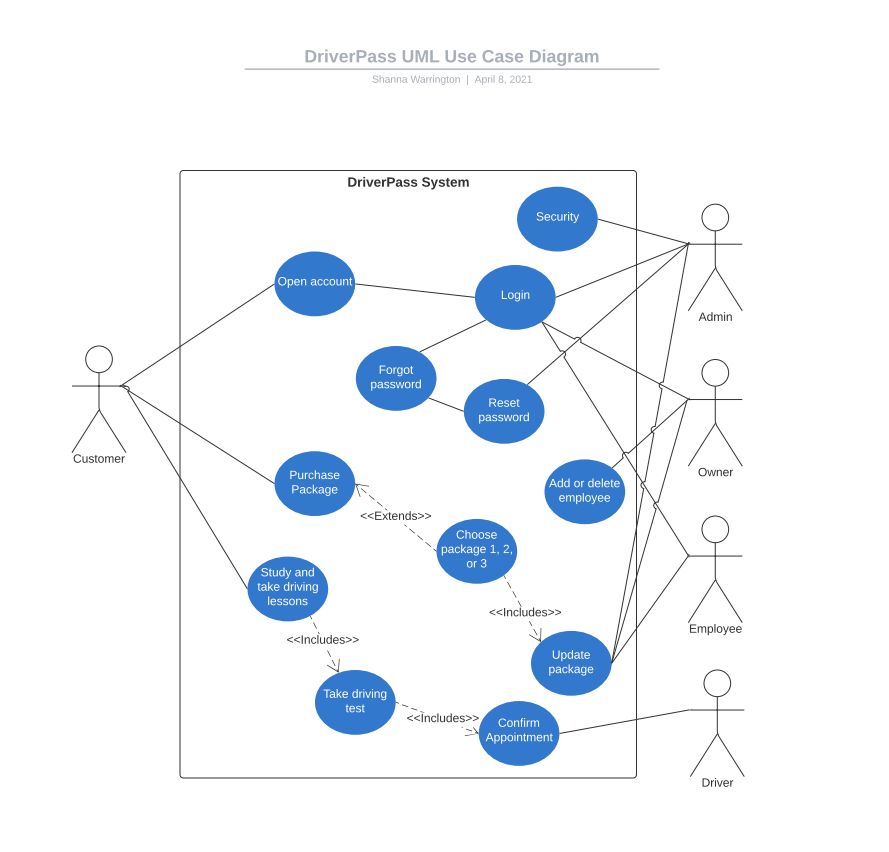 DriverPass UML Use Case Diagram
Shanna Warrington | April 8, 2021
DriverPass System
Security
Open account
Login
Admin
Forgot
password
Reset
password
Customer
Owner
Purchase
Package
Add or delete
employee
<<Extends>>
Choose
package 1, 2,
or 3
Study and
take driving
lessons
<<Includes>>
Employee
<<Includes>>
Update
package
Take driving
test
<<Includes>>
Confirm
Appointment
Driver